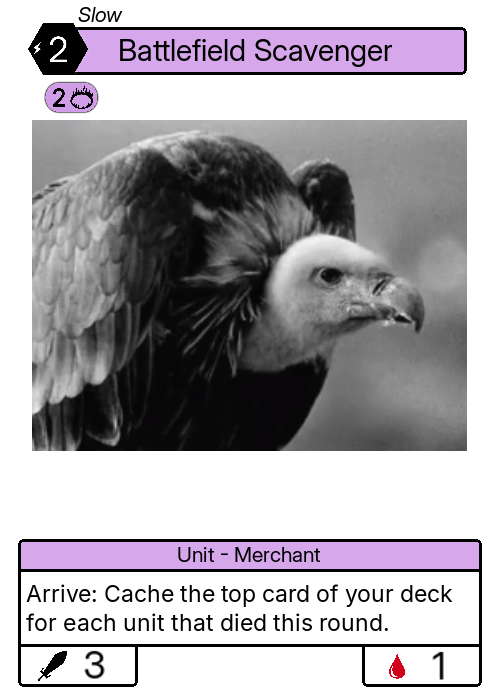 Slow
2 Battlefield Scavenger
2
Unit - Merchant
Arrive: Cache the top card of your deck
for each unit that died this round.
3 1